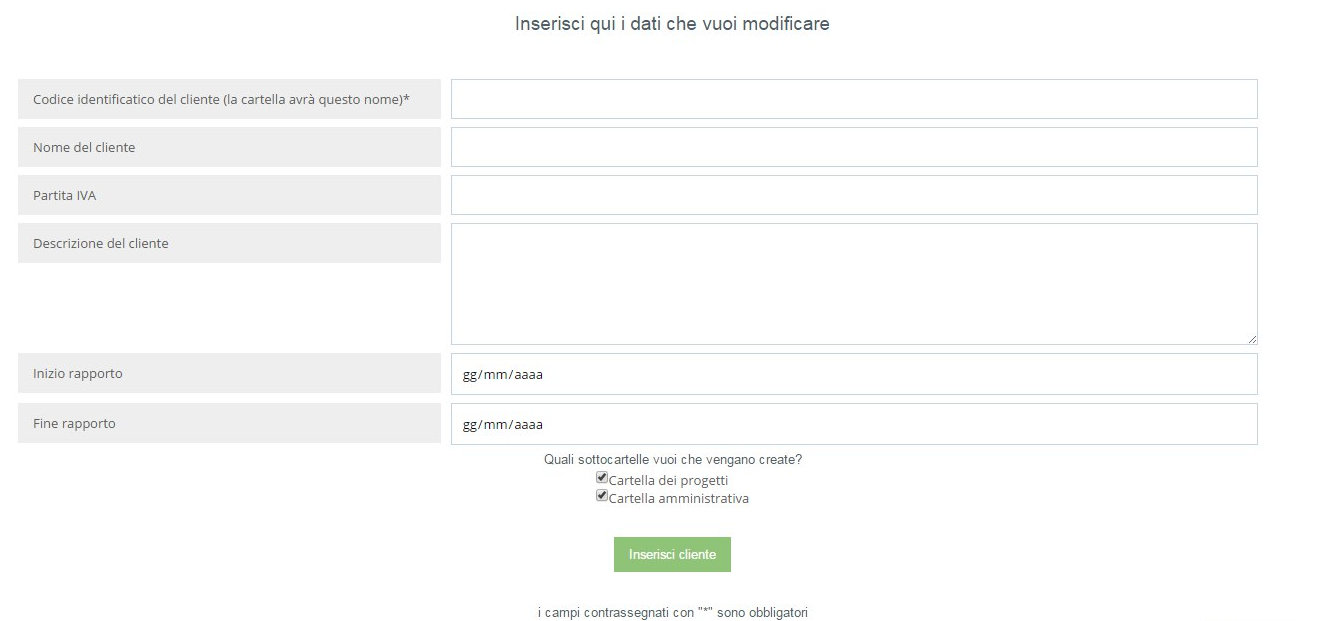 Inserisci qui i dati che vuoi modificare
Codice identificatico del cliente (la cartella avrà questo nome)*
Nome del cliente
Partita IVA
Descrizione del cliente
Inizio rapporto
gg/mm/aaaa
Fine rapporto
gg/mm/aaaa
Quali sottocartelle vuoi che vengano create?
Cartella dei progetti
Cartella amministrativa
Inserisci cliente
i campi contrassegnati con "*" sono obbligatori